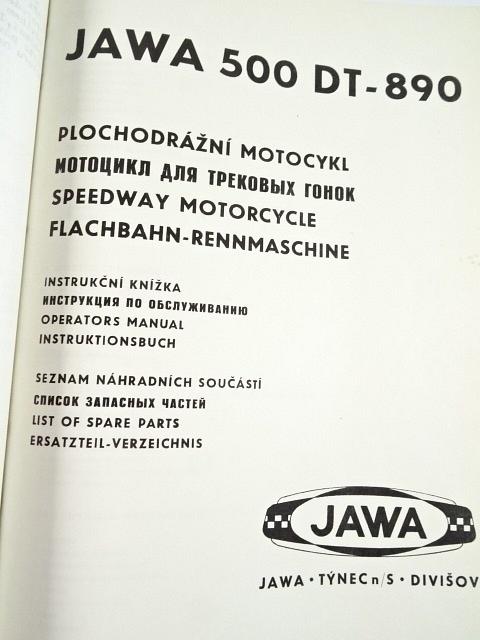 JAWA 500 DT-890
PLOCHODRÁŽNÍ MOTOCYKL
МОТОЦИКЛ ДЛЯ ТРЕКОВЫХ ГОНОК
SPEEDWAY MOTORCYCLE
FLACHBAHN-RENNMASCHINE
INSTRUKČNÍ KNÍŽKA
ИНСТРУКЦИЯ ПО ОБСЛУЖИВАНИЮ
OPERATORS MANUAL
INSTRUKTIONSBUCH
SEZNAM NÁHRADNÍCH SOUČÁSTÍ
СПИСОК ЗАПАСНЫХ ЧАСТЕЙ
LIST OF SPARE PARTS
ERSATZTEIL-VERZEICHNIS
JAWA
JAWA · TÝNEC n/S · DIVIŠOV